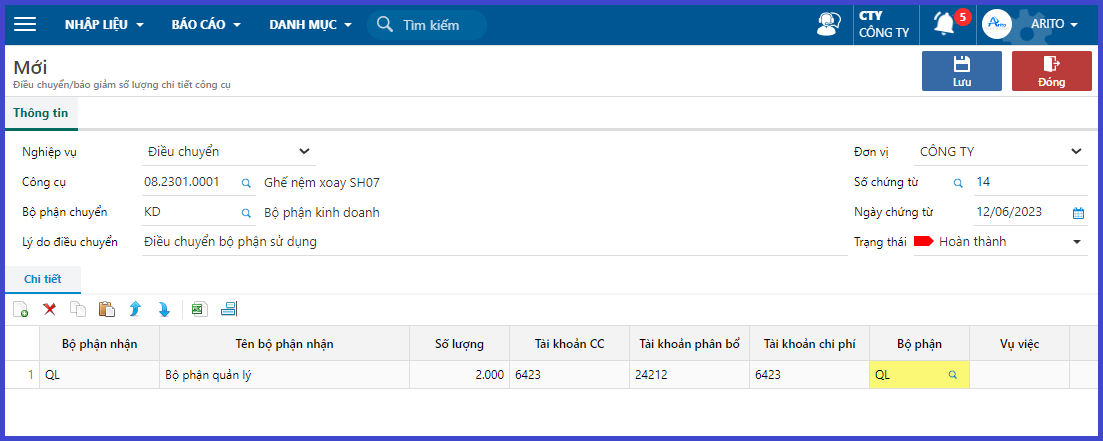 NHẬP LIỆU BÁO CÁO DANH MỤC Tìm kiếm CTY CÔNG TY 5 Arito ARITO
Mới
Điều chuyển/báo giảm số lượng chi tiết công cụ
Lưu Đóng
Thông tin
Nghiệp vụ Điều chuyển Đơn vị CÔNG TY
Công cụ 08.2301.0001 Ghế nệm xoay SH07 Số chứng từ 14
Bộ phận chuyển KD Bộ phận kinh doanh Ngày chứng từ 12/06/2023
Lý do điều chuyển Điều chuyển bộ phận sử dụng Trạng thái Hoàn thành
Chi tiết
Bộ phận nhận Tên bộ phận nhận Số lượng Tài khoản CC Tài khoản phân bổ Tài khoản chi phí Bộ phận Vụ việc
1 QL Bộ phận quản lý 2.000 6423 24212 6423 QL